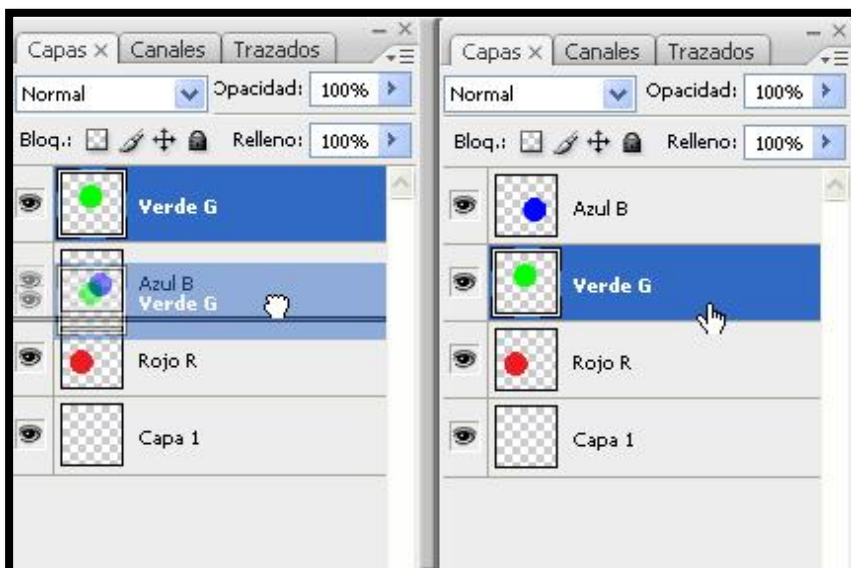 Capas × Canales Trazados
Normal Opacidad: 100%
Bloq.: Relleno: 100%
Verde G
Azul B
Verde G
Rojo R
Capa 1
Capas × Canales Trazados
Normal Opacidad: 100%
Bloq.: Relleno: 100%
Azul B
Verde G
Rojo R
Capa 1